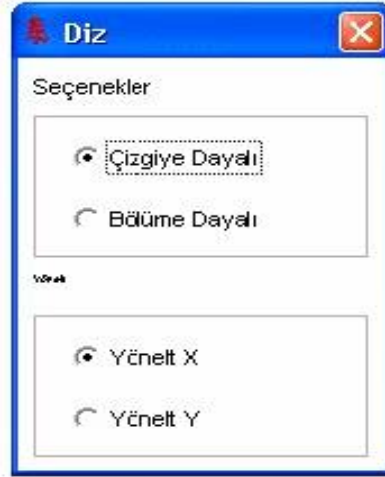 Diz
Seçenekler
Çizgiye Dayalı
Bölüme Dayalı
Yönelt X
Yönelt Y